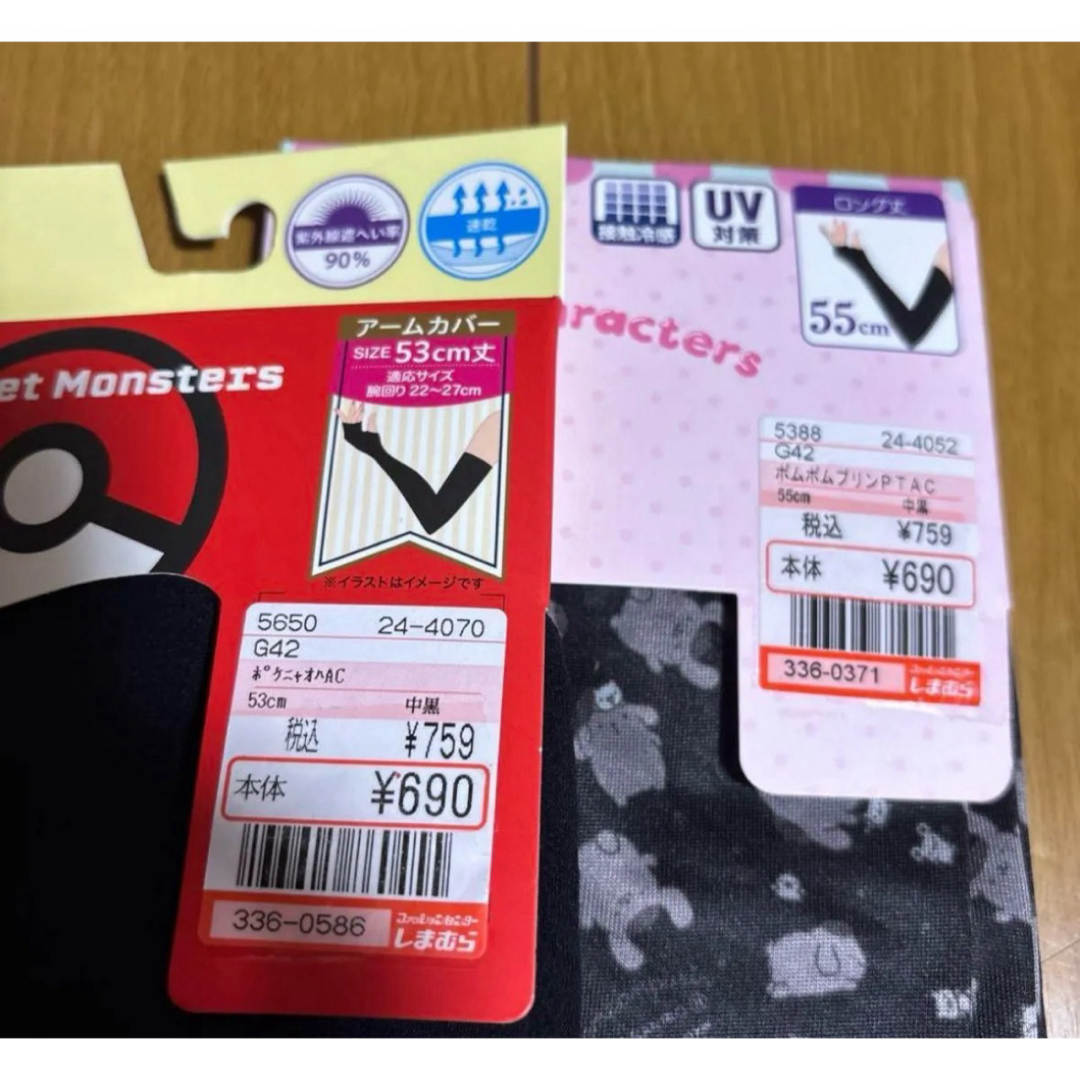 紫外線遮へい率
90%
速乾
et Monsters
アームカバー
SIZE 53cm丈
適応サイズ
腕回り22〜27cm
※イラストはイメージです
5650 24-4070
G42
ポケニャオハAC
53cm 中黒
税込 ¥759
本体 ¥690
336-0586
ファッションセンター
しまむら
接触冷感
UV
対策
ロング丈
55cm
aracters
5388 24-4052
G42
ポムポムプリンPTAC
55cm 中黒
税込 ¥759
本体 ¥690
336-0371
ファッションセンター
しまむら